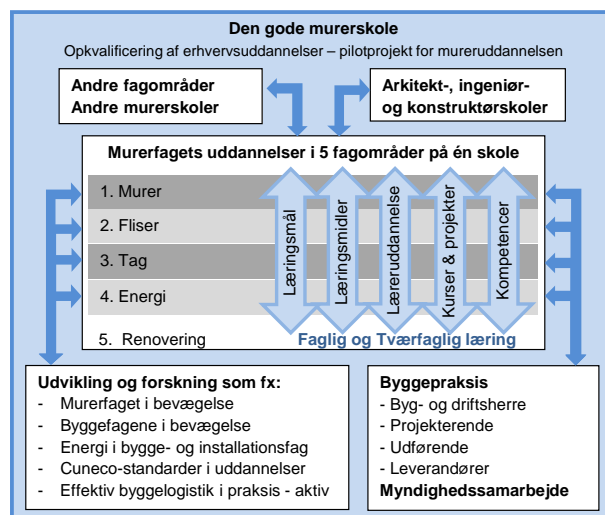 Den gode murerskole
Opkvalificering af erhvervsuddannelser – pilotprojekt for mureruddannelsen
Andre fagområder
Andre murerskoler
Arkitekt-, ingeniør-
og konstruktørskoler
Murerfagets uddannelser i 5 fagområder på én skole
1. Murer
2. Fliser
3. Tag
4. Energi
5. Renovering
Læringsmål
Læringsmidler
Læreruddannelse
Kurser & projekter
Kompetencer
Faglig og Tværfaglig læring
Udvikling og forskning som fx:
- Murerfaget i bevægelse
- Byggefagene i bevægelse
- Energi i bygge- og installationsfag
- Cuneco-standarder i uddannelser
- Effektiv byggelogistik i praksis - aktiv
Byggepraksis
- Byg- og driftsherre
- Projekterende
- Udførende
- Leverandører
Myndighedssamarbejde